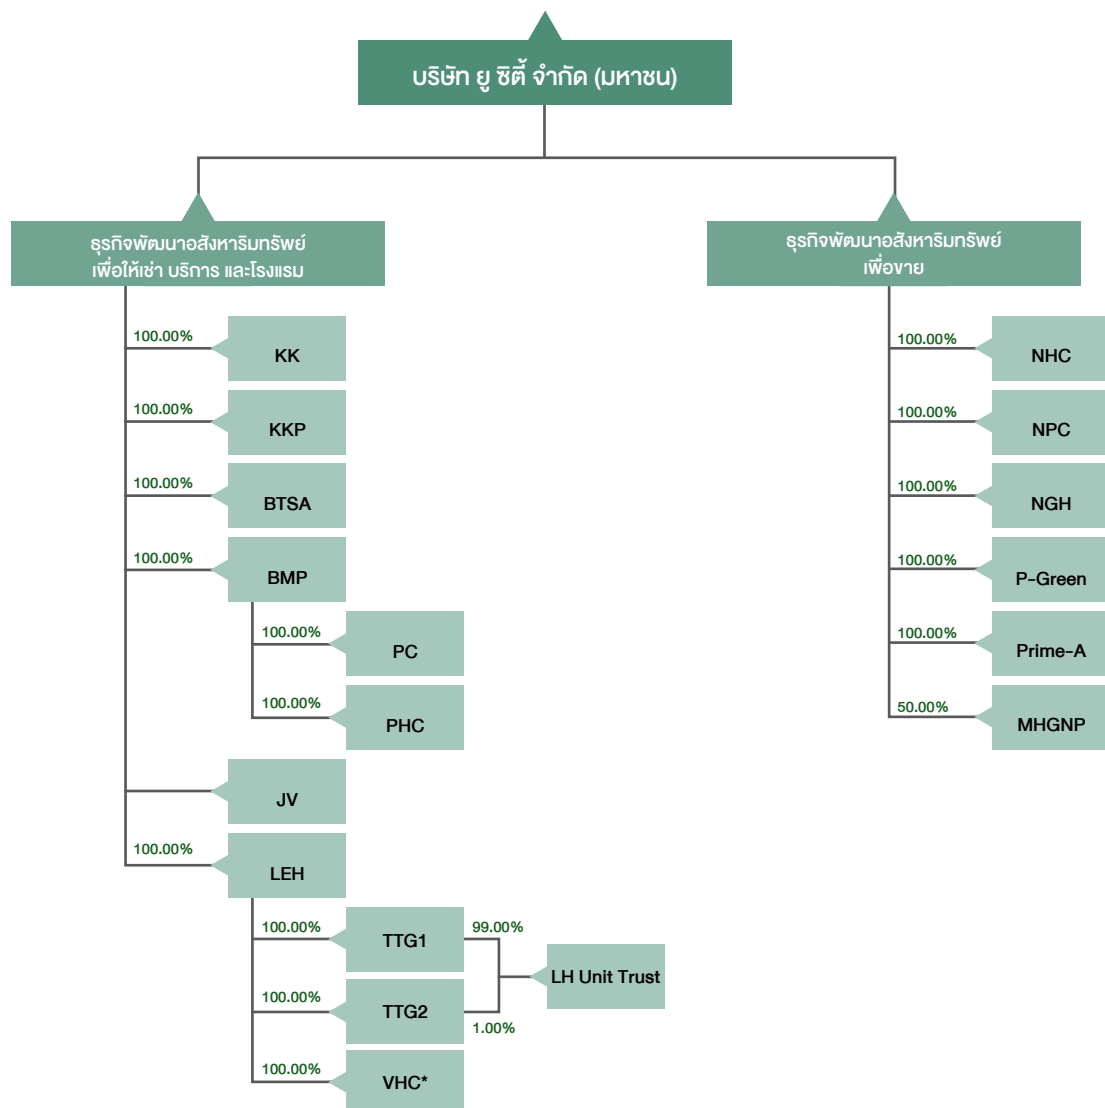 บริษัท ยู ซิตี้ จำกัด (มหาชน)
ธุรกิจพัฒนาอสังหาริมทรัพย์
เพื่อให้เช่า บริการ และโรงแรม
100.00%
KK
100.00%
KKP
100.00%
BTSA
100.00%
BMP
100.00%
PC
100.00%
PHC
JV
100.00%
LEH
100.00%
TTG1
99.00%
LH Unit Trust
100.00%
TTG2
1.00%
100.00%
VHC*
ธุรกิจพัฒนาอสังหาริมทรัพย์
เพื่อขาย
100.00%
NHC
100.00%
NPC
100.00%
NGH
100.00%
P-Green
100.00%
Prime-A
50.00%
MHGNP